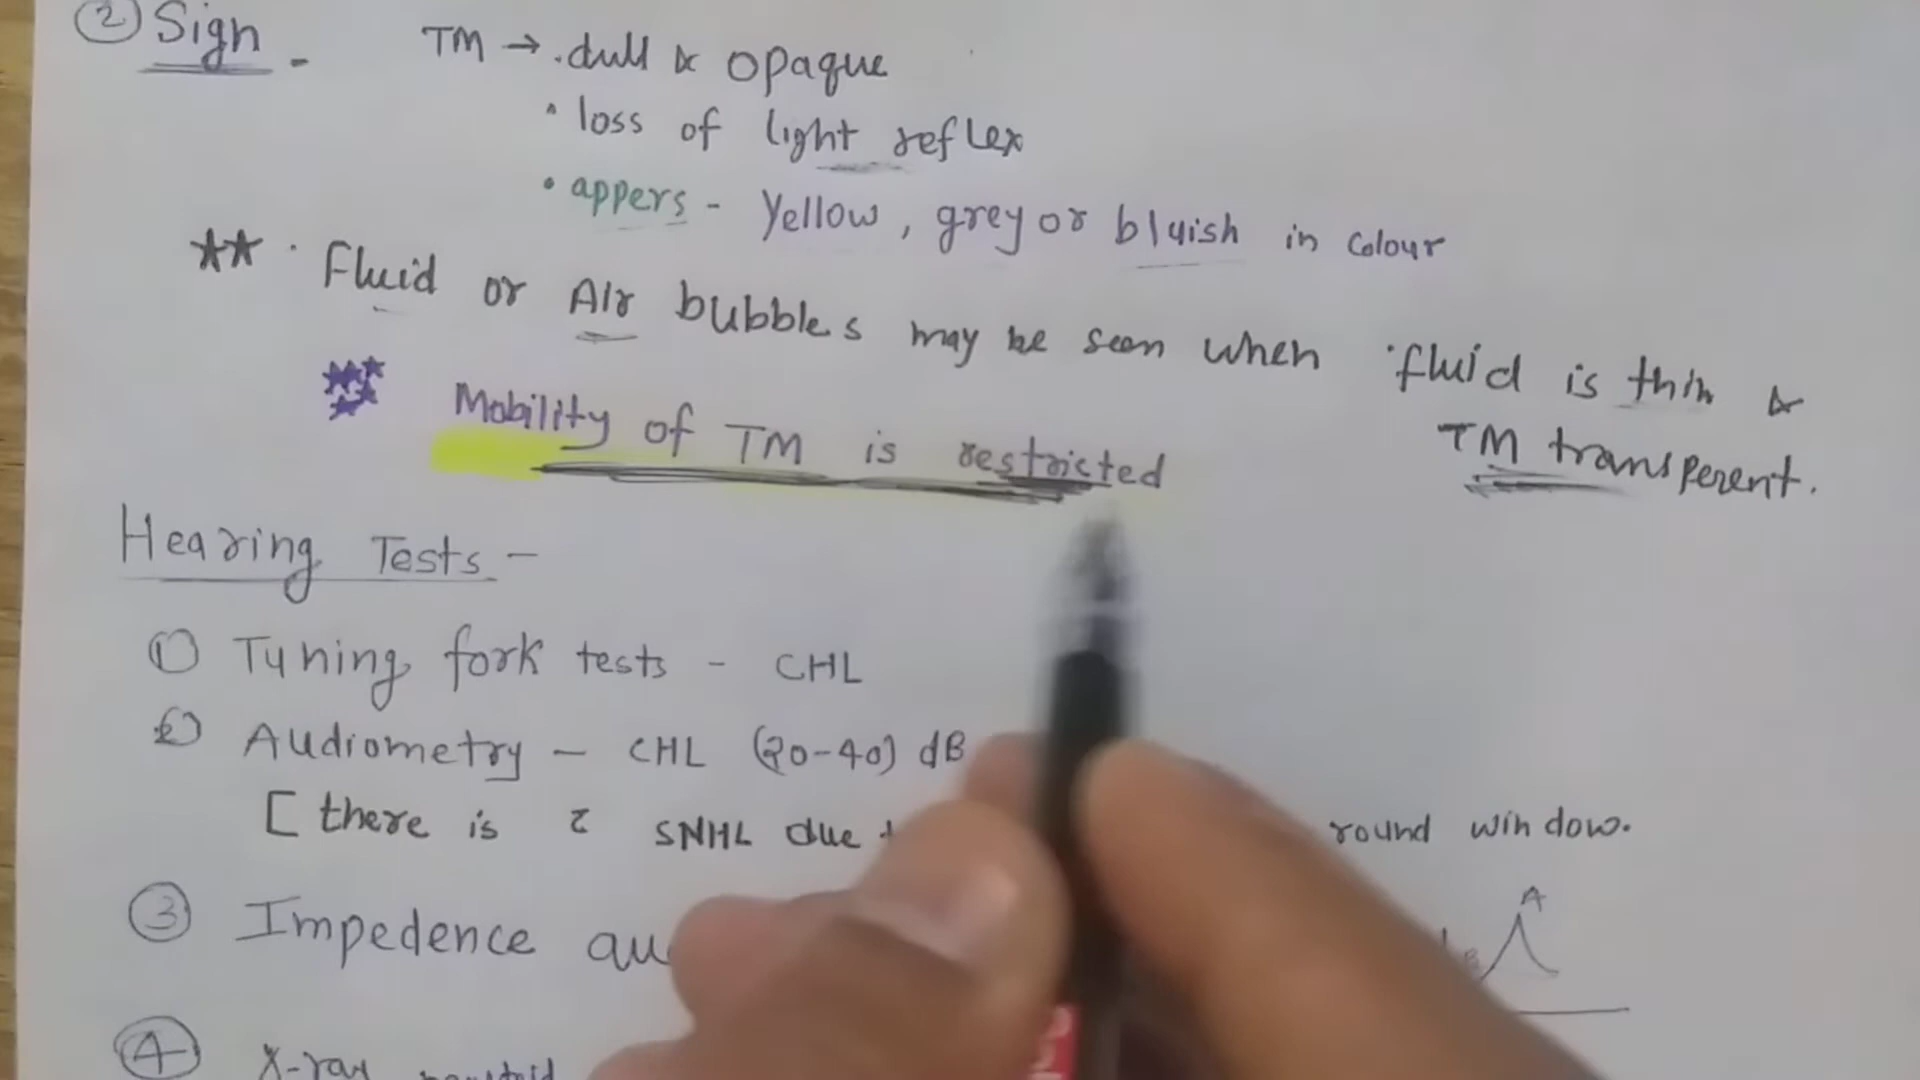 ② Sign - TM → . dull & opaque
• loss of light reflex
• appers - Yellow, grey or bluish in colour
** • Fluid or Air bubbles may be seen when fluid is thin &
TM transperent.
Mobility of TM is restricted
Hearing Tests -
① Tuning fork tests - CHL
② Audiometry - CHL (20-40) dB
[ there is SNHL due round window.
A
③ Impedence au
④ X-ray